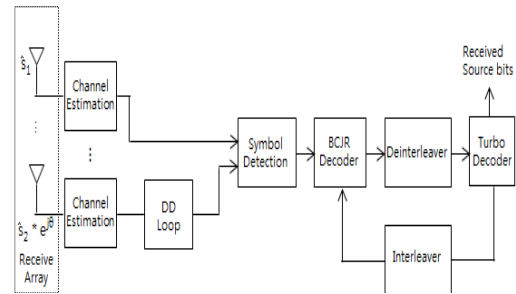 ŝ1
Channel
Estimation
Received
Source bits
Symbol
Detection
BCJR
Decoder
Deinterleaver
Turbo
Decoder
Channel
Estimation
DD
Loop
ŝ2 * e^jθ
Interleaver
Receive
Array